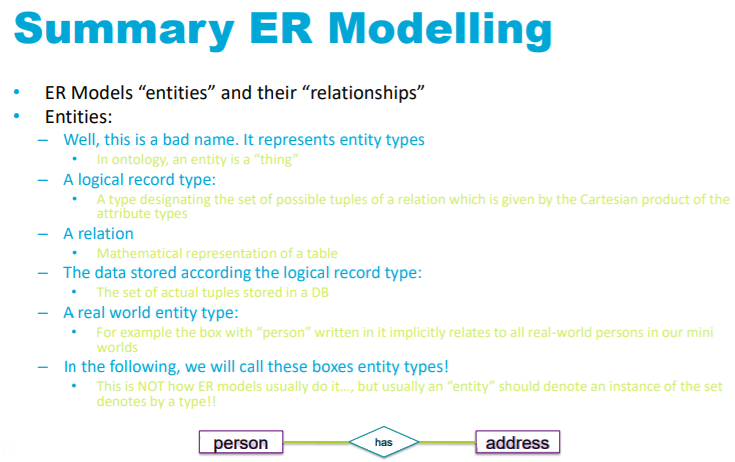 Summary ER Modelling
• ER Models “entities” and their “relationships”
• Entities:
– Well, this is a bad name. It represents entity types
• In ontology, an entity is a “thing”
– A logical record type:
• A type designating the set of possible tuples of a relation which is given by the Cartesian product of the
attribute types
– A relation
• Mathematical representation of a table
– The data stored according the logical record type:
• The set of actual tuples stored in a DB
– A real world entity type:
• For example the box with “person” written in it implicitly relates to all real-world persons in our mini
worlds
– In the following, we will call these boxes entity types!
• This is NOT how ER models usually do it…, but usually an “entity” should denote an instance of the set
denotes by a type!!
person has address